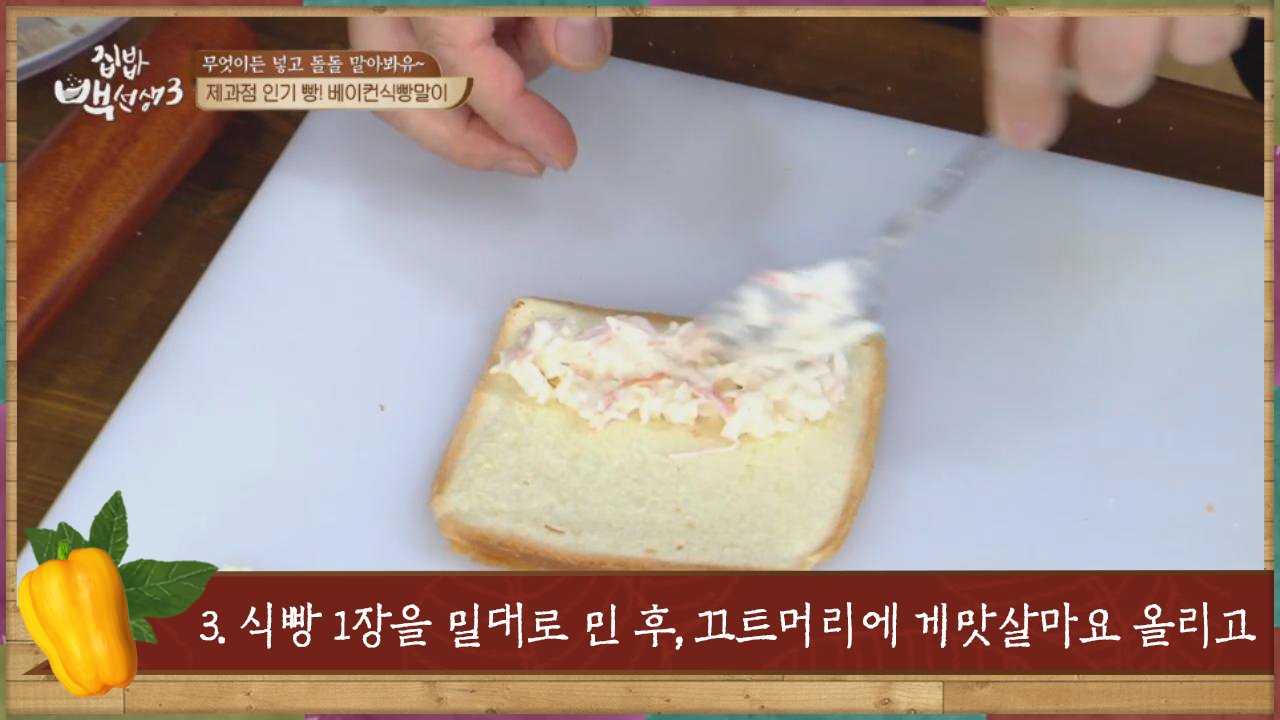 집밥
백선생3
무엇이든 넣고 돌돌 말아봐유~
제과점 인기 빵! 베이컨식빵말이
3. 식빵 1장을 밀대로 민 후, 끄트머리에 게맛살마요 올리고